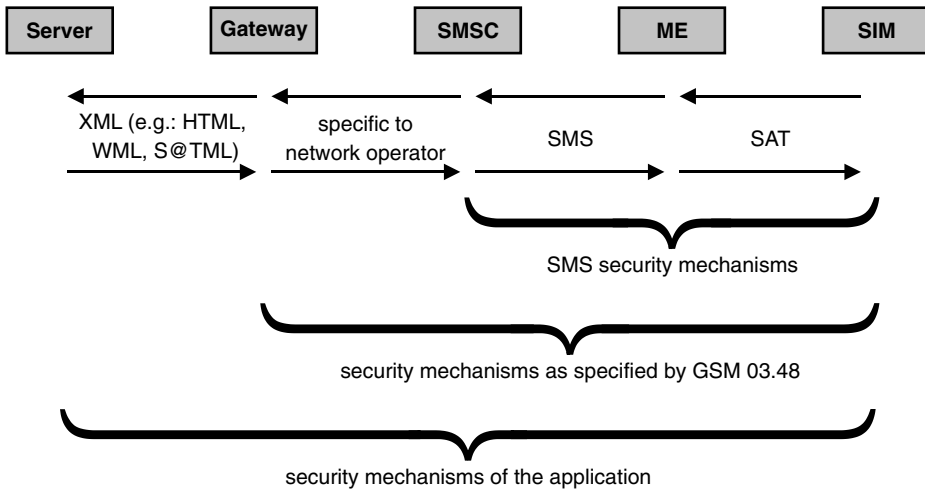 Server Gateway SMSC ME SIM
XML (e.g.: HTML,
WML, S@TML)
specific to
network operator
SMS
SAT
SMS security mechanisms
security mechanisms as specified by GSM 03.48
security mechanisms of the application